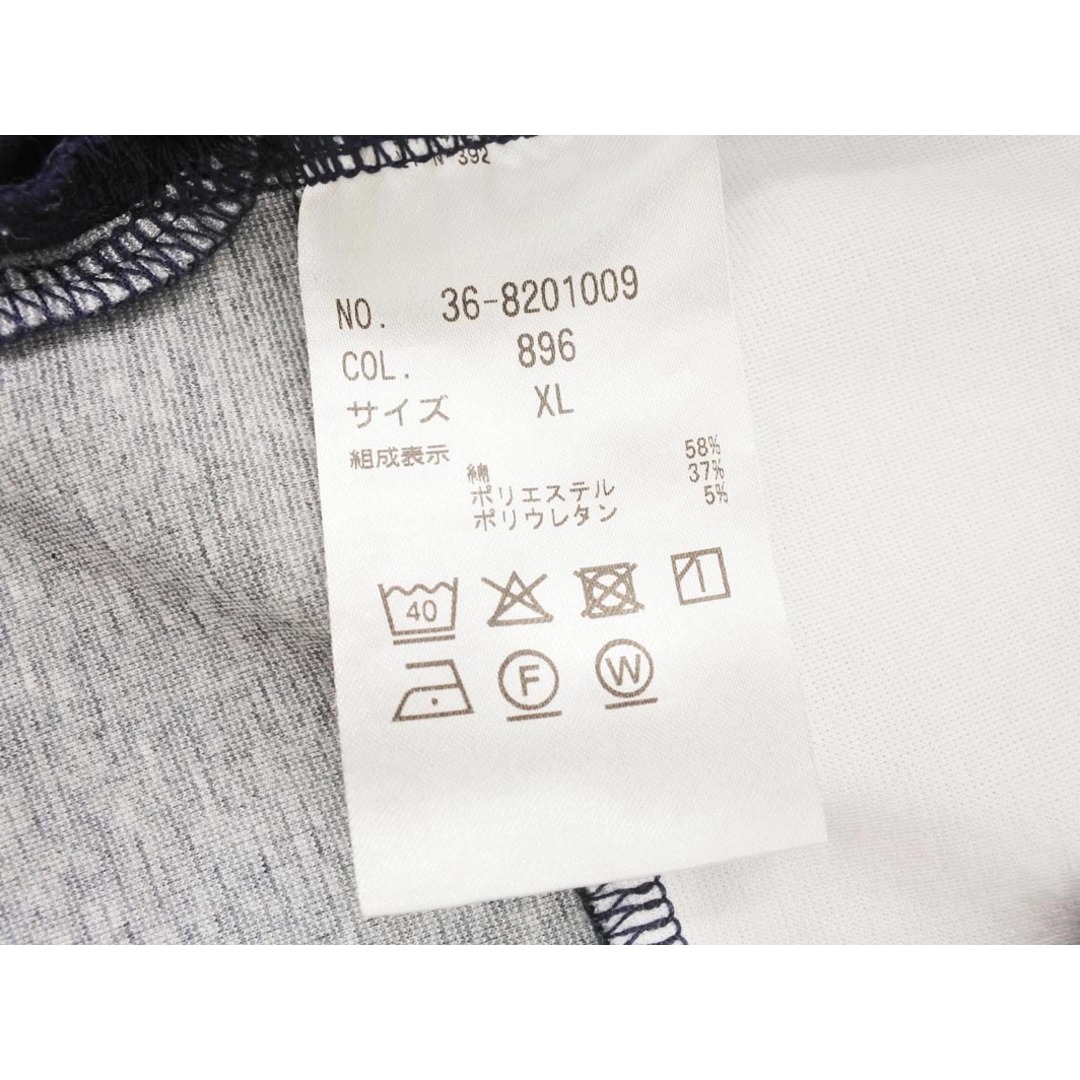 N 392
NO. 36-8201009
COL. 896
サイズ XL
組成表示
綿 58%
ポリエステル 37%
ポリウレタン 5%
40
F W